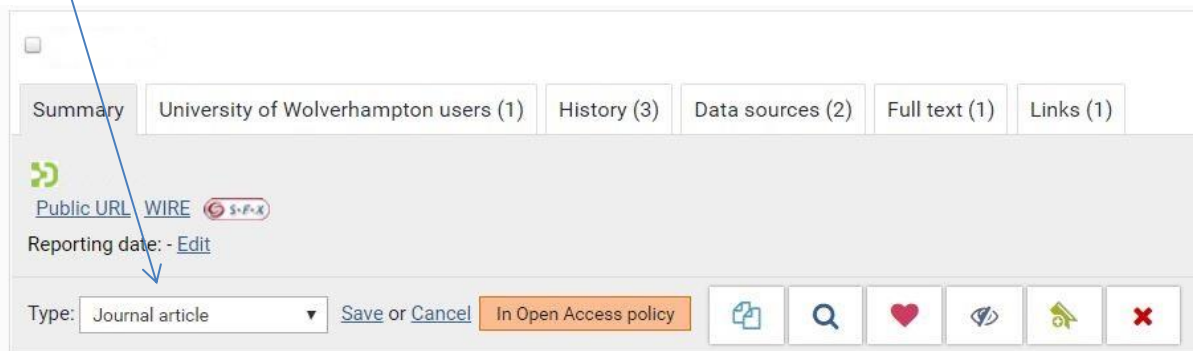 Summary University of Wolverhampton users (1) History (3) Data sources (2) Full text (1) Links (1)
Public URL WIRE S·F·X
Reporting date: - Edit
Type: Journal article Save or Cancel In Open Access policy